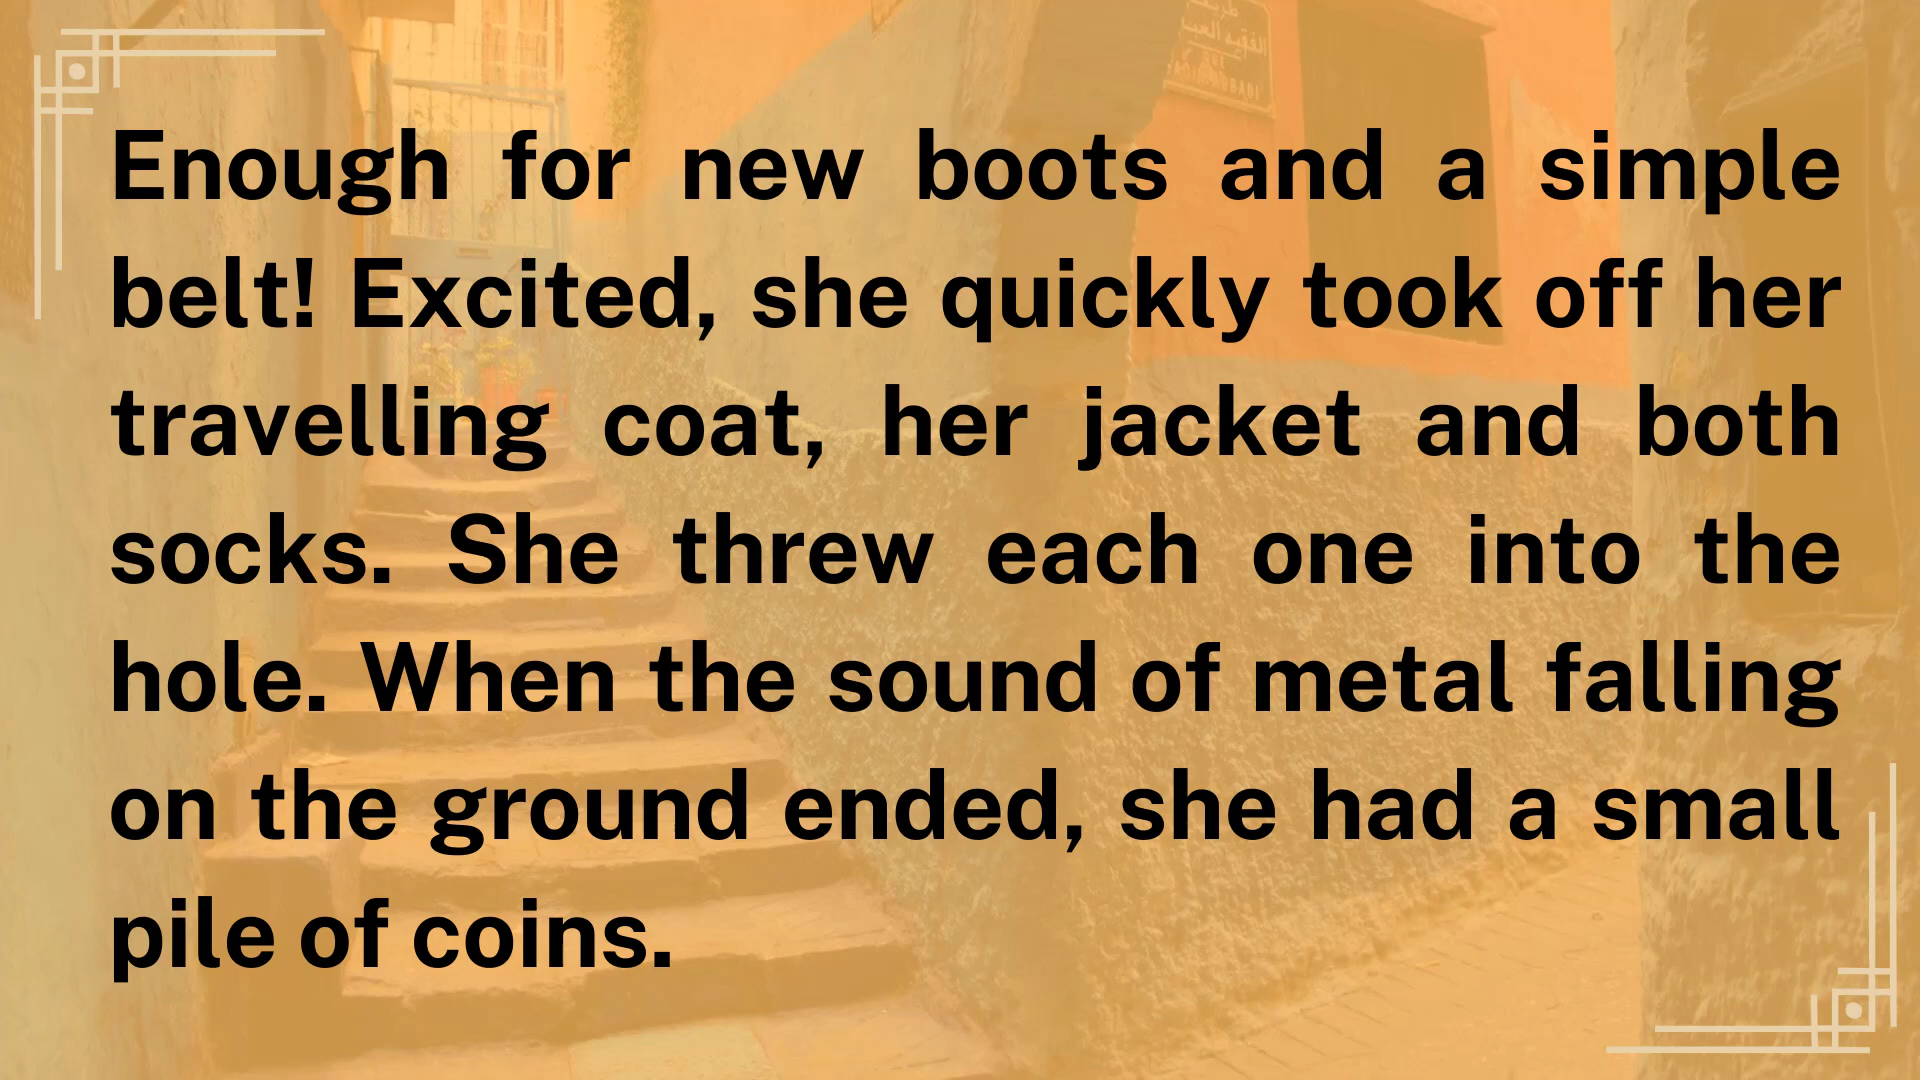 Enough for new boots and a simple
belt! Excited, she quickly took off her
travelling coat, her jacket and both
socks. She threw each one into the
hole. When the sound of metal falling
on the ground ended, she had a small
pile of coins.